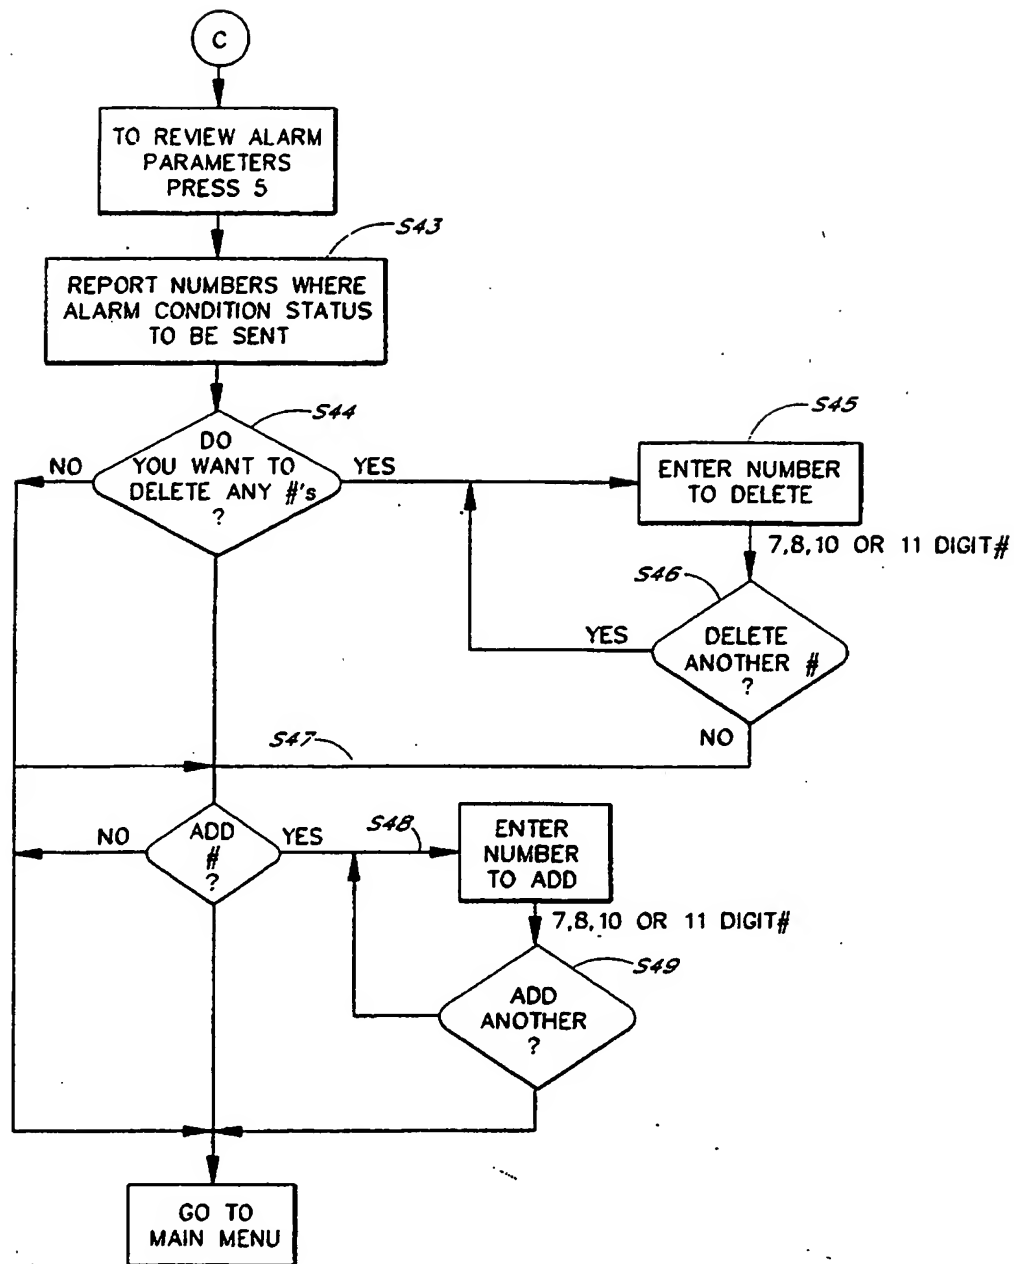 C
TO REVIEW ALARM
PARAMETERS
PRESS 5
S43
REPORT NUMBERS WHERE
ALARM CONDITION STATUS
TO BE SENT
S44
DO
YOU WANT TO
DELETE ANY #'s
?
NO
YES
S45
ENTER NUMBER
TO DELETE
7,8,10 OR 11 DIGIT#
S46
DELETE
ANOTHER #
?
YES
NO
S47
ADD
#
?
NO
YES
S48
ENTER
NUMBER
TO ADD
7,8,10 OR 11 DIGIT#
S49
ADD
ANOTHER
?
GO TO
MAIN MENU